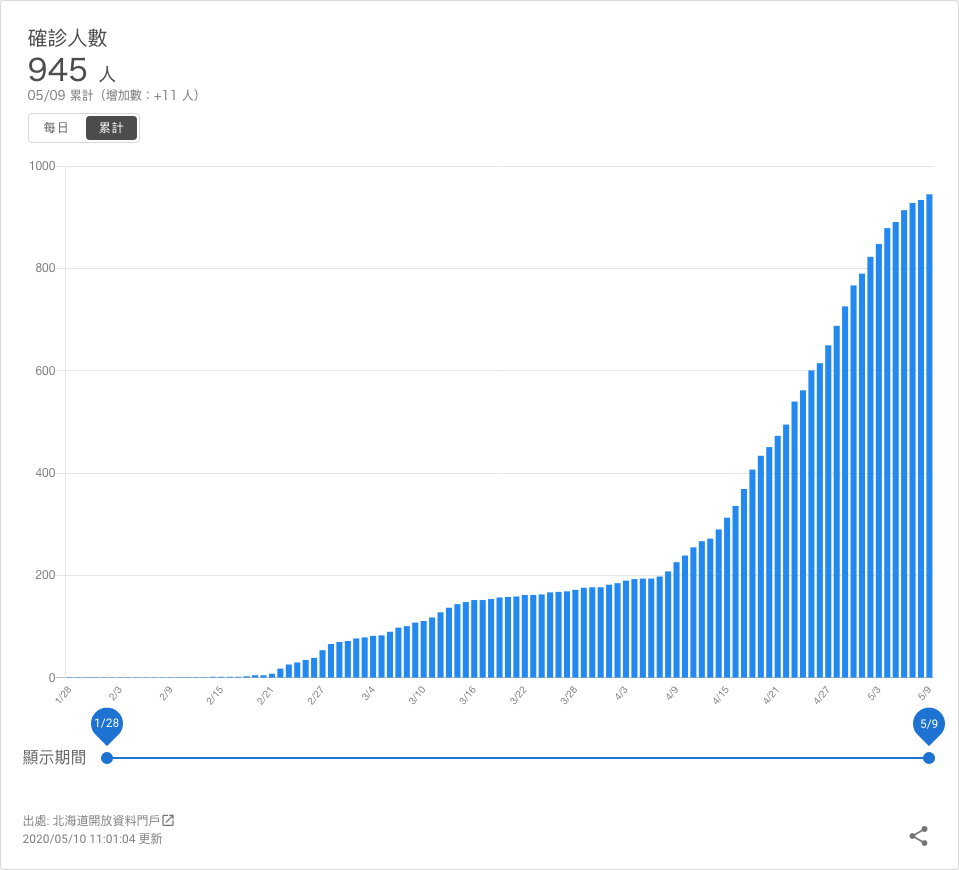 確診人數
945 人
05/09 累計（增加數：+11 人）
每日 累計
1000
800
600
400
200
0
1/28 2/3 2/9 2/15 2/21 2/27 3/4 3/10 3/16 3/22 3/28 4/3 4/9 4/15 4/21 4/27 5/3 5/9
1/28 5/9
顯示期間
出處: 北海道開放資料門戶
2020/05/10 11:01:04 更新